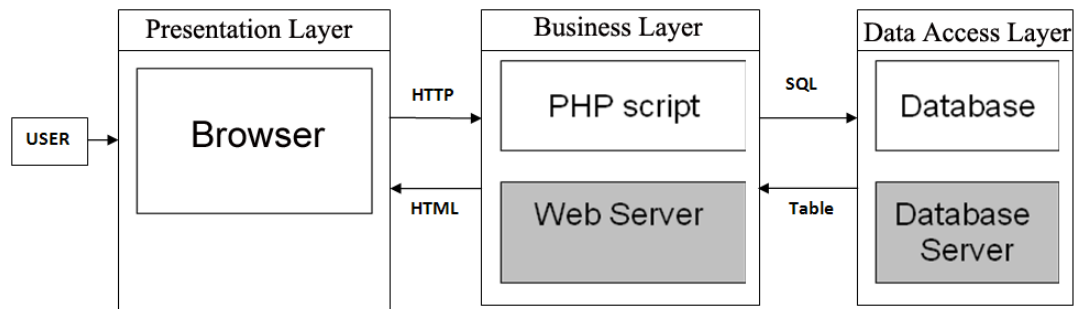 Presentation Layer
Business Layer
Data Access Layer
USER
Browser
HTTP
HTML
PHP script
Web Server
SQL
Table
Database
Database
Server